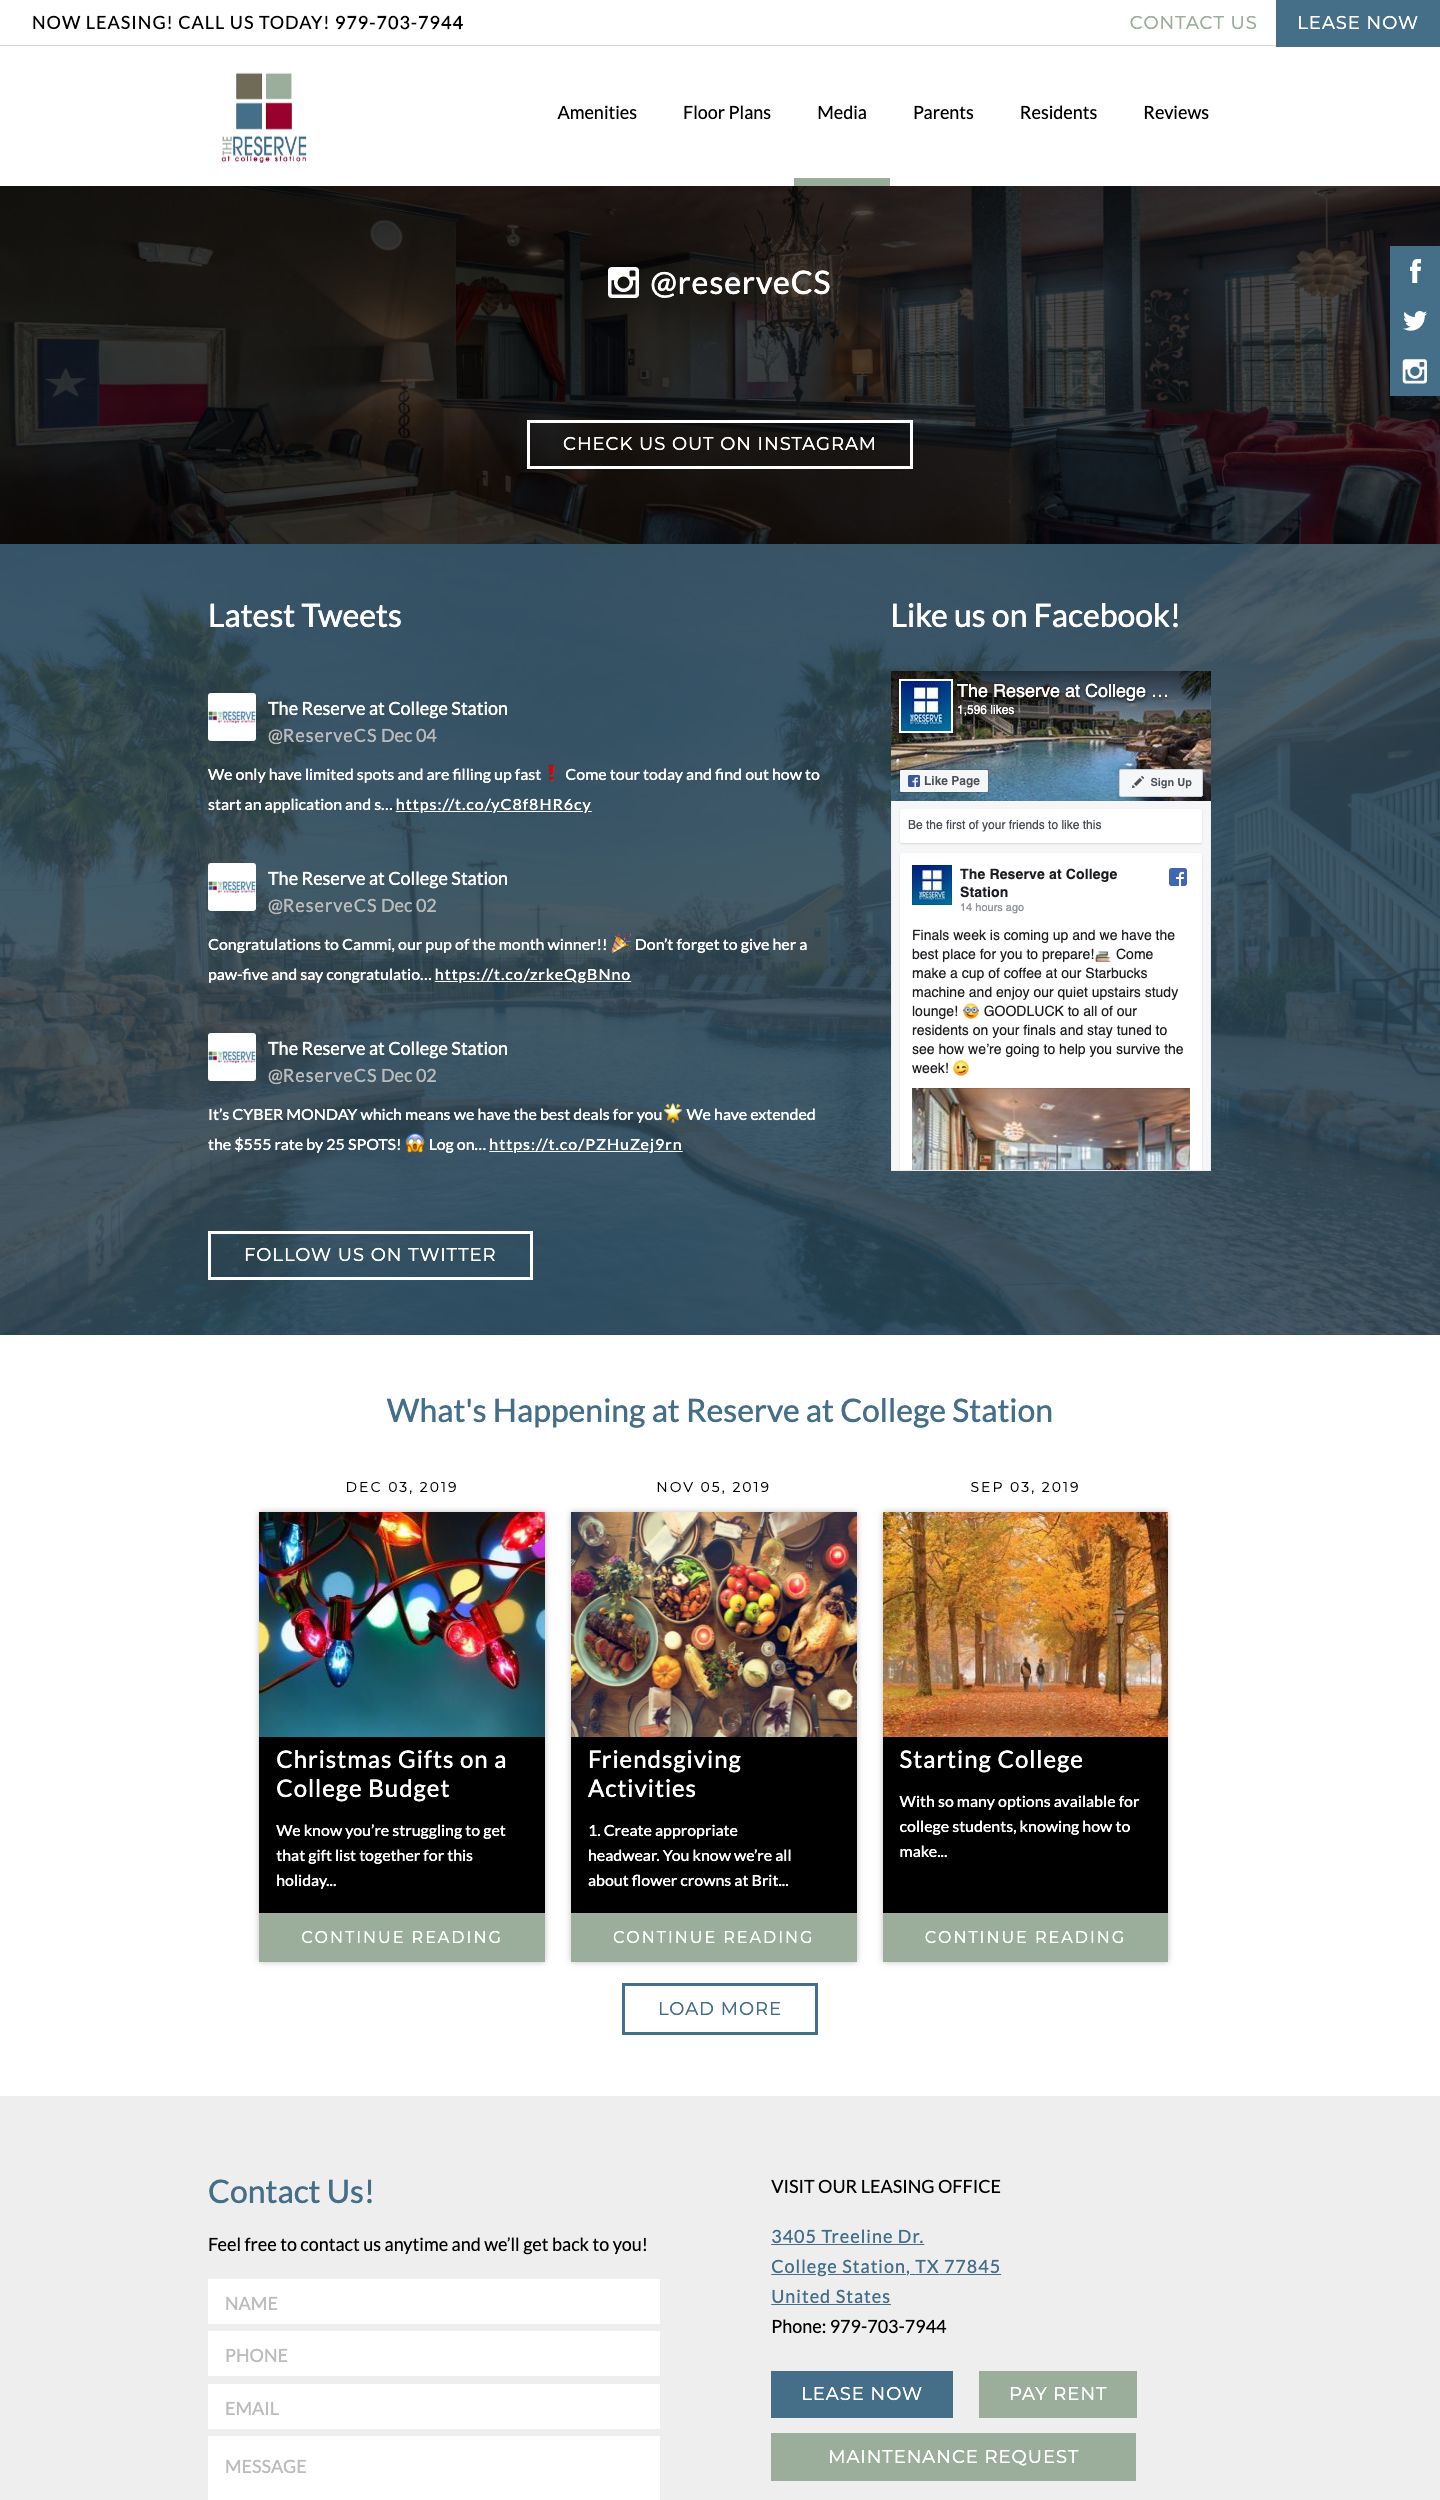 NOW LEASING! CALL US TODAY! 979-703-7944
CONTACT US
LEASE NOW
THE RESERVE
at college station
Amenities
Floor Plans
Media
Parents
Residents
Reviews
@reserveCS
CHECK US OUT ON INSTAGRAM
Latest Tweets
The Reserve at College Station
@ReserveCS Dec 04
We only have limited spots and are filling up fast❗ Come tour today and find out how to
start an application and s… https://t.co/yC8f8HR6cy
The Reserve at College Station
@ReserveCS Dec 02
Congratulations to Cammi, our pup of the month winner!! 🎉 Don’t forget to give her a
paw-five and say congratulatio… https://t.co/zrkeQgBNno
The Reserve at College Station
@ReserveCS Dec 02
It’s CYBER MONDAY which means we have the best deals for you🌟 We have extended
the $555 rate by 25 SPOTS! 😱 Log on… https://t.co/PZHuZej9rn
FOLLOW US ON TWITTER
Like us on Facebook!
The Reserve at College ...
1,596 likes
Like Page
Sign Up
Be the first of your friends to like this
The Reserve at College
Station
14 hours ago
Finals week is coming up and we have the
best place for you to prepare!📚 Come
make a cup of coffee at our Starbucks
machine and enjoy our quiet upstairs study
lounge! 🤓 GOODLUCK to all of our
residents on your finals and stay tuned to
see how we’re going to help you survive the
week! 😉
What's Happening at Reserve at College Station
DEC 03, 2019
Christmas Gifts on a
College Budget
We know you’re struggling to get
that gift list together for this
holiday...
CONTINUE READING
NOV 05, 2019
Friendsgiving
Activities
1. Create appropriate
headwear. You know we’re all
about flower crowns at Brit...
CONTINUE READING
SEP 03, 2019
Starting College
With so many options available for
college students, knowing how to
make...
CONTINUE READING
LOAD MORE
Contact Us!
Feel free to contact us anytime and we’ll get back to you!
NAME
PHONE
EMAIL
MESSAGE
VISIT OUR LEASING OFFICE
3405 Treeline Dr.
College Station, TX 77845
United States
Phone: 979-703-7944
LEASE NOW
PAY RENT
MAINTENANCE REQUEST